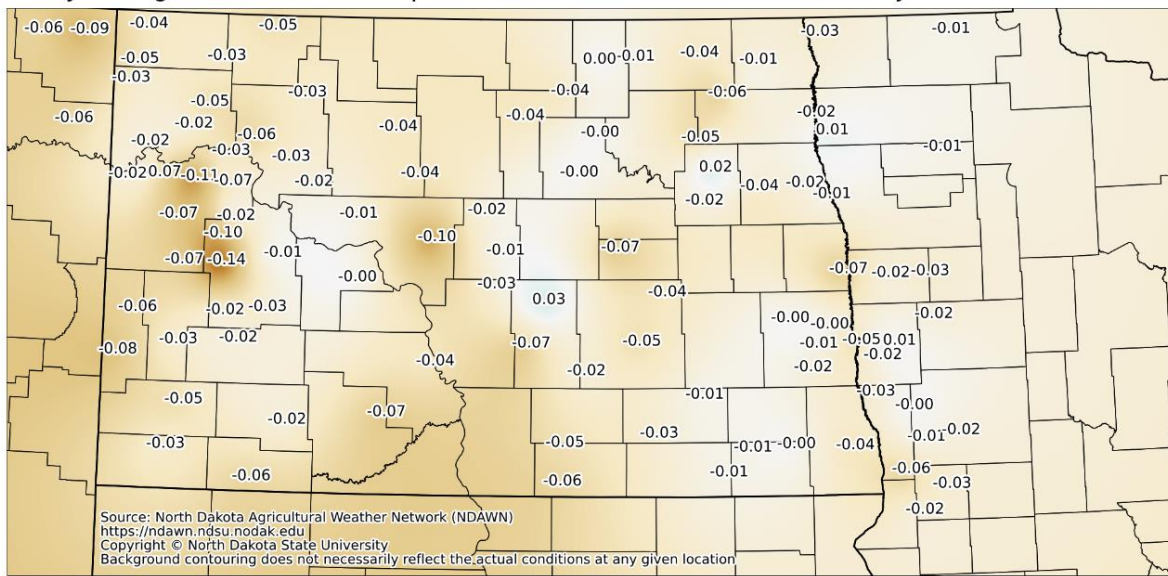 -0.06 -0.09 -0.04 -0.05 -0.03 -0.01
-0.05 -0.03 0.00 -0.01 -0.04 -0.01
-0.03 -0.03 -0.04 -0.06
-0.06 -0.05 -0.02 -0.04 -0.04 -0.02
-0.02 -0.06 -0.00 -0.05 0.01
-0.03 -0.03 -0.01
-0.02 0.07 -0.11 -0.07 -0.02 -0.04 -0.00 0.02 -0.04 -0.02 -0.01
-0.07 -0.02 -0.01 -0.02 -0.02
-0.10 -0.10 -0.07
-0.07 -0.14 -0.01 -0.01 -0.07 -0.02 -0.03
-0.00 -0.03 -0.04
-0.06 -0.02 -0.03 0.03 -0.02
-0.00 -0.00
-0.03 -0.02 -0.07 -0.05 -0.01 -0.05 0.01
-0.08 -0.04 -0.02 -0.02 -0.02
-0.05 -0.01 -0.03
-0.02 -0.07 -0.00
-0.03 -0.05 -0.03 -0.01 -0.00 -0.04 -0.01 -0.02
-0.06 -0.06 -0.01 -0.06
-0.03
-0.02
Source: North Dakota Agricultural Weather Network (NDAWN)
https://ndawn.ndsu.nodak.edu
Copyright © North Dakota State University
Background contouring does not necessarily reflect the actual conditions at any given location